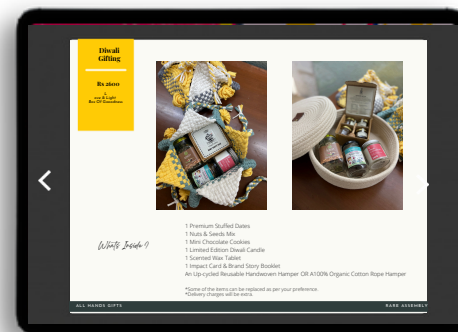 Diwali
Gifting
Rs 2600
Box Of Goodness
What's Inside?
1 Premium Stuffed Dates
1 Nuts & Seeds Mix
1 Mini Chocolate Cookies
1 Limited Edition Diwali Candle
1 Scented Wax Tablet
1 Impact Card & Brand Story Booklet
An Up-cycled Reusable Handwoven Hamper OR A100% Organic Cotton Rope Hamper
*Some of the items can be replaced as per your preference.
*Delivery charges will be extra.
ALL HANDS GIFTS
RARE ASSEMBLY